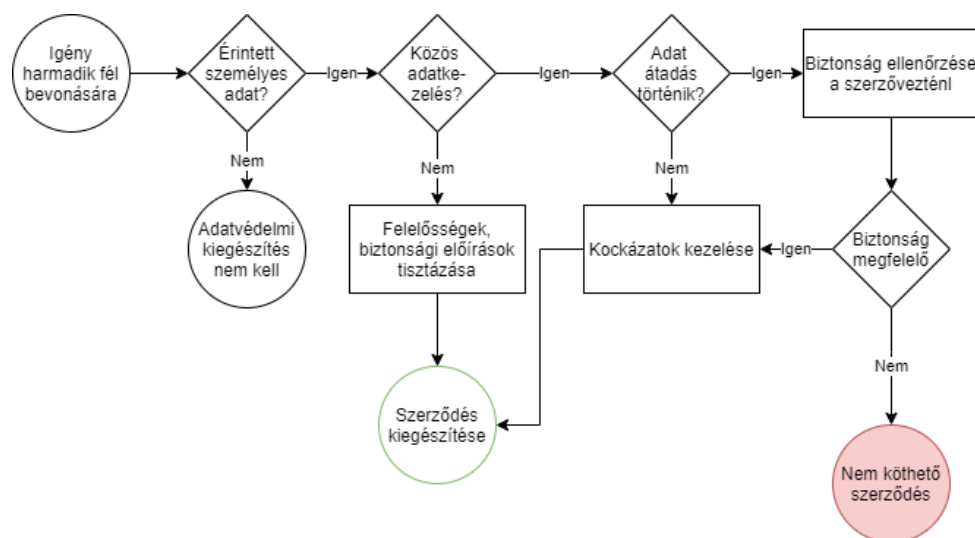 Igény
harmadik fél
bevonására
Érintett
személyes
adat?
Igen
Közös
adatke-
zelés?
Igen
Adat
átadás
történik?
Igen
Biztonság ellenőrzése
a szerzővezténl
Nem
Nem
Nem
Adatvédelmi
kiegészítés
nem kell
Felelősségek,
biztonsági előírások
tisztázása
Kockázatok kezelése
Igen
Biztonság
megfelelő
Nem
Szerződés
kiegészítése
Nem köthető
szerződés